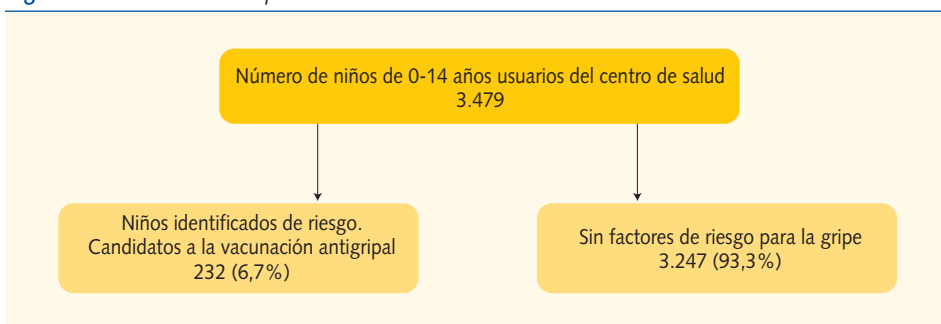 Número de niños de 0-14 años usuarios del centro de salud
3.479
Niños identificados de riesgo.
Candidatos a la vacunación antigripal
232 (6,7%)
Sin factores de riesgo para la gripe
3.247 (93,3%)